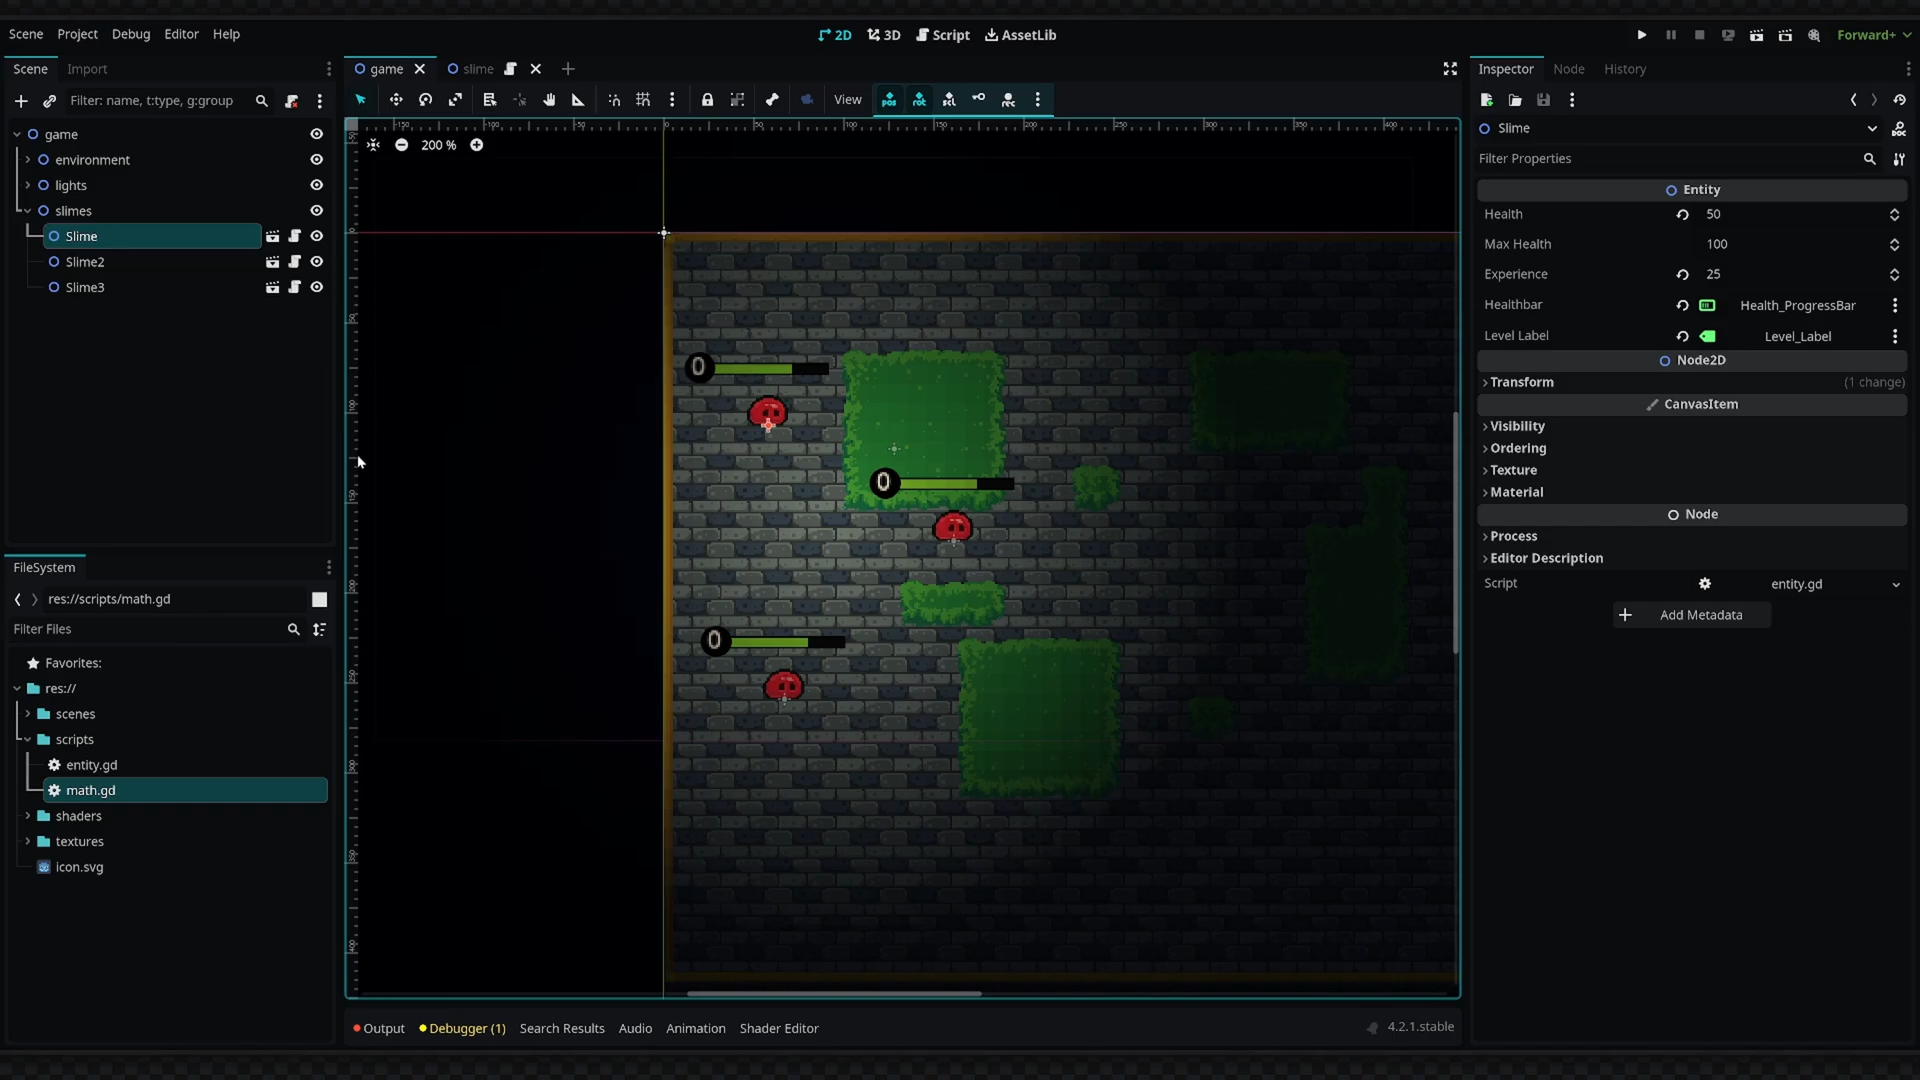 Scene Project Debug Editor Help
2D 3D Script AssetLib
Forward+
Scene Import
Filter: name, t:type, g:group
game
environment
lights
slimes
Slime
Slime2
Slime3
FileSystem
res://scripts/math.gd
Filter Files
Favorites:
res://
scenes
scripts
entity.gd
math.gd
shaders
textures
icon.svg
game slime
View pos rot scl rec
200 %
0
0
0
Output Debugger (1) Search Results Audio Animation Shader Editor 4.2.1.stable
Inspector Node History
Slime
DOC
Filter Properties
Entity
Health 50
Max Health 100
Experience 25
Healthbar Health_ProgressBar
Level Label Level_Label
Node2D
Transform (1 change)
CanvasItem
Visibility
Ordering
Texture
Material
Node
Process
Editor Description
Script entity.gd
Add Metadata